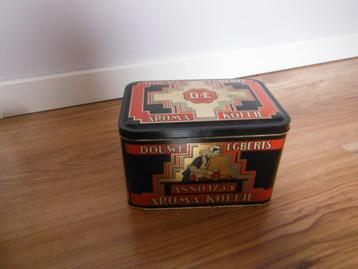 DOUWE EGBERTS
D·E
AROMA KOFFIE
DOUWE EGBERTS
ANNO 1753
AROMA-KOFFIE